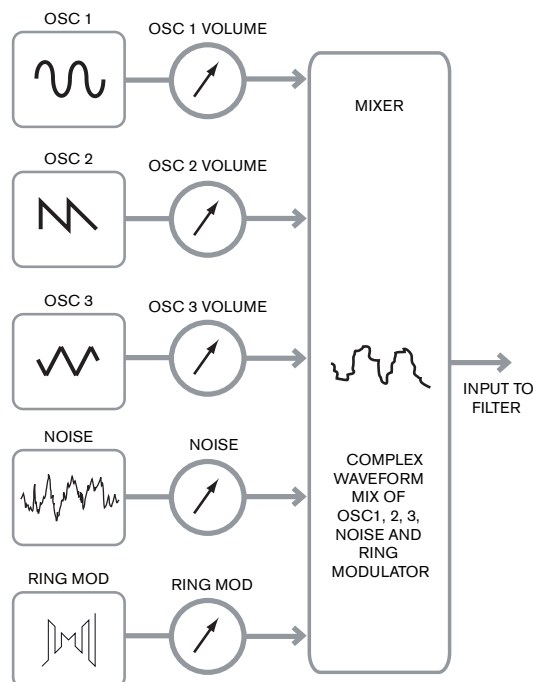 OSC 1
OSC 1 VOLUME
MIXER
OSC 2
OSC 2 VOLUME
OSC 3
OSC 3 VOLUME
INPUT TO
FILTER
NOISE
NOISE
COMPLEX
WAVEFORM
MIX OF
OSC1, 2, 3,
NOISE AND
RING
MODULATOR
RING MOD
RING MOD